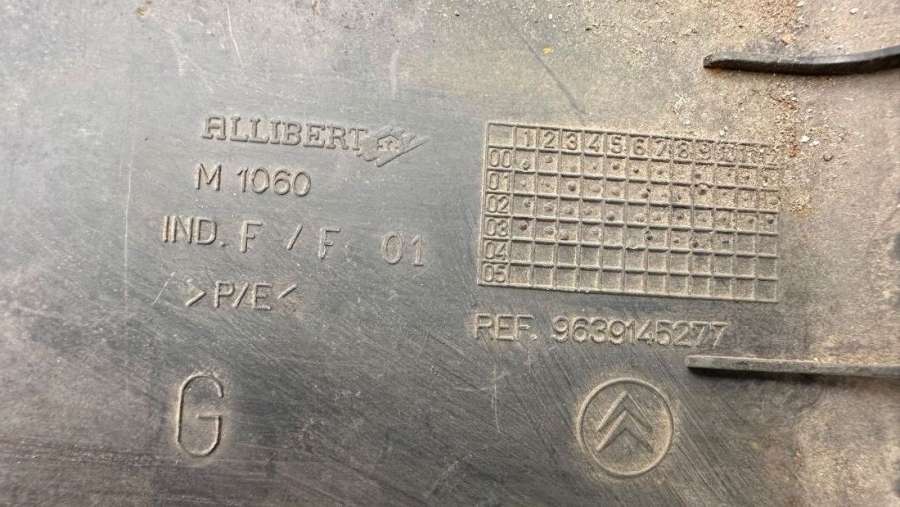 ALLIBERT
M 1060
IND. F / F 01
>P/E<
G
1 2 3 4 5 6 7 8 9 10 11 12
00
01
02
03
04
05
REF. 9639145277